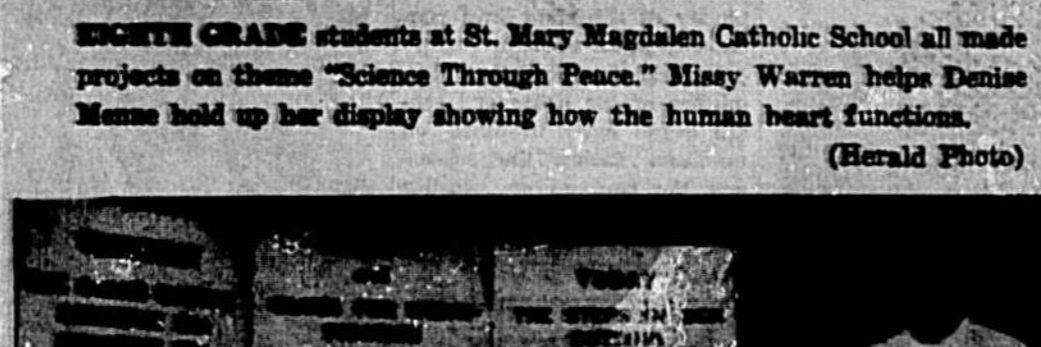 EIGHTH GRADE students at St. Mary Magdalen Catholic School all made
projects on theme "Science Through Peace." Missy Warren helps Denise
hold up her display showing how the human heart functions.
(Herald Photo)
THE